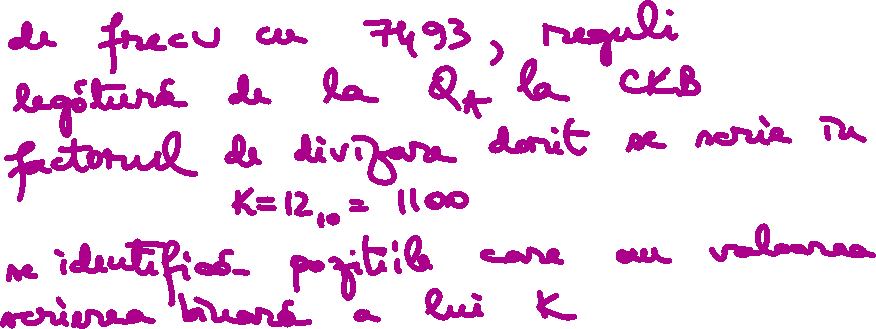 de frecv cu 7493, reguli
legătură de la QA la CKB
factorul de divizare dorit se scrie în
K=12₁₀ = 1100
se identifică pozițiile care au valoarea
scrierea binară a lui K